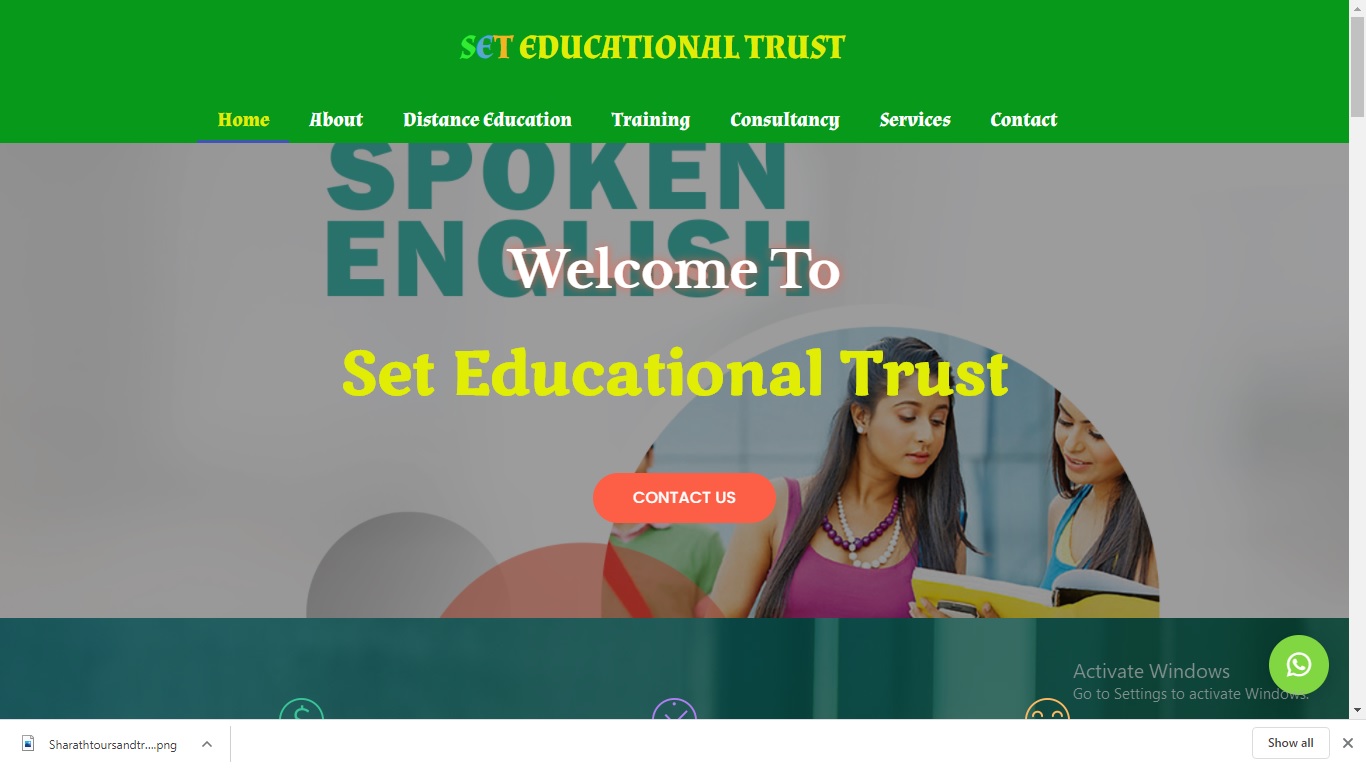 SET EDUCATIONAL TRUST
Home About Distance Education Training Consultancy Services Contact
SPOKEN
ENGLISH
Welcome To
Set Educational Trust
CONTACT US
Activate Windows
Go to Settings to activate Windows.
Sharathtoursandtr....png
Show all